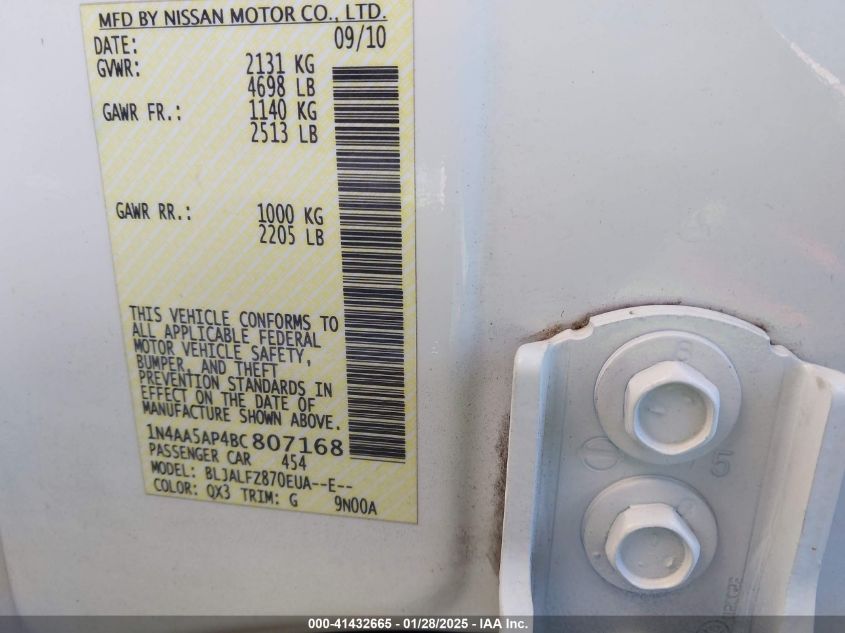 MFD BY NISSAN MOTOR CO., LTD.
DATE: 09/10
GVWR: 2131 KG
4698 LB
GAWR FR.: 1140 KG
2513 LB
GAWR RR.: 1000 KG
2205 LB
THIS VEHICLE CONFORMS TO
ALL APPLICABLE FEDERAL
MOTOR VEHICLE SAFETY,
BUMPER, AND THEFT
PREVENTION STANDARDS IN
EFFECT ON THE DATE OF
MANUFACTURE SHOWN ABOVE.
1N4AA5AP4BC807168
PASSENGER CAR 454
MODEL: BLJALFZ870EUA--E--
COLOR: QX3 TRIM: G 9N00A
000-41432665 | 01/28/2025 - IAA Inc.